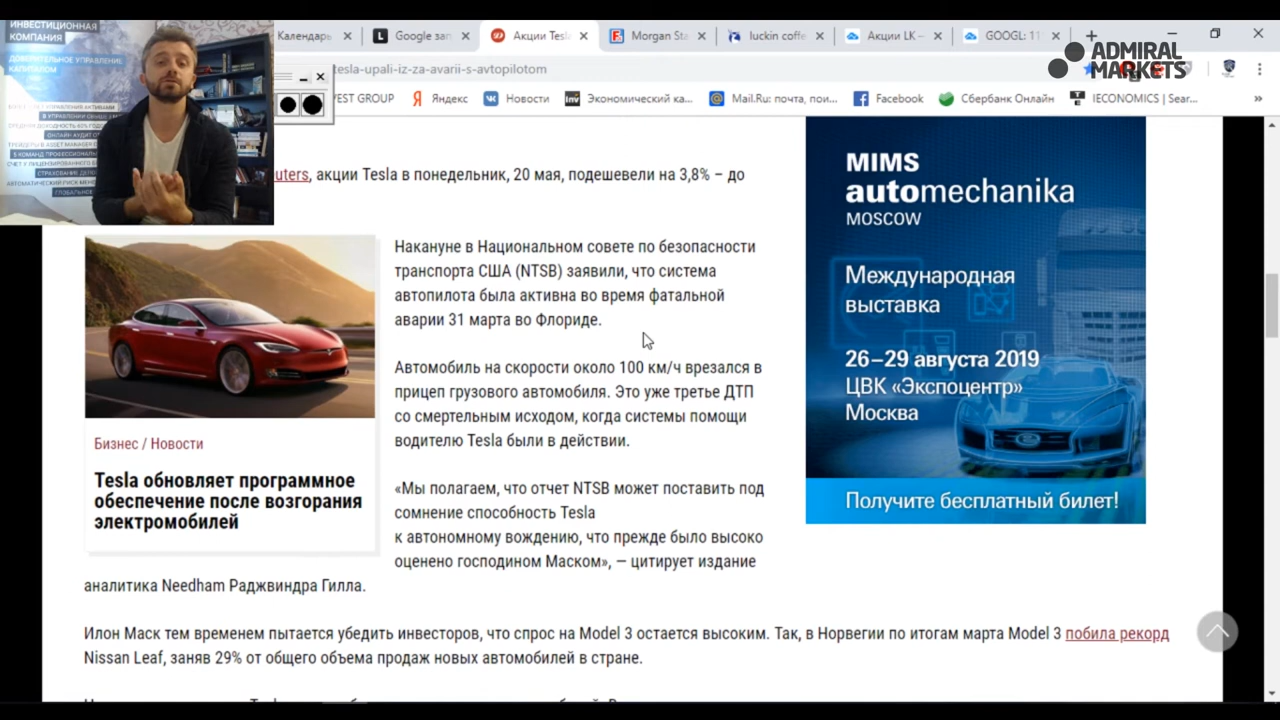 ИНВЕСТИЦИОННАЯ
КОМПАНИЯ
ДОВЕРИТЕЛЬНОЕ УПРАВЛЕНИЕ
КАПИТАЛОМ
Календарь
Google зап
Акции Tesla
Morgan Sta
luckin coffe
Акции LK –
GOOGL: 11
ADMIRAL
MARKETS
tesla-upali-iz-za-avarii-s-avtopilotom
VEST GROUP
Яндекс
Новости
Экономический ка...
Mail.Ru: почта, пои...
Facebook
Сбербанк Онлайн
IECONOMICS | Sear...
uters, акции Tesla в понедельник, 20 мая, подешевели на 3,8% – до
Накануне в Национальном совете по безопасности
транспорта США (NTSB) заявили, что система
автопилота была активна во время фатальной
аварии 31 марта во Флориде.
Автомобиль на скорости около 100 км/ч врезался в
прицеп грузового автомобиля. Это уже третье ДТП
со смертельным исходом, когда системы помощи
водителю Tesla были в действии.
Бизнес / Новости
Tesla обновляет программное
обеспечение после возгорания
электромобилей
«Мы полагаем, что отчет NTSB может поставить под
сомнение способность Tesla
к автономному вождению, что прежде было высоко
оценено господином Маском», — цитирует издание
аналитика Needham Раджвиндра Гилла.
Илон Маск тем временем пытается убедить инвесторов, что спрос на Model 3 остается высоким. Так, в Норвегии по итогам марта Model 3 побила рекорд
Nissan Leaf, заняв 29% от общего объема продаж новых автомобилей в стране.
MIMS
automechanika
MOSCOW
Международная
выставка
26–29 августа 2019
ЦВК «Экспоцентр»
Москва
Получите бесплатный билет!